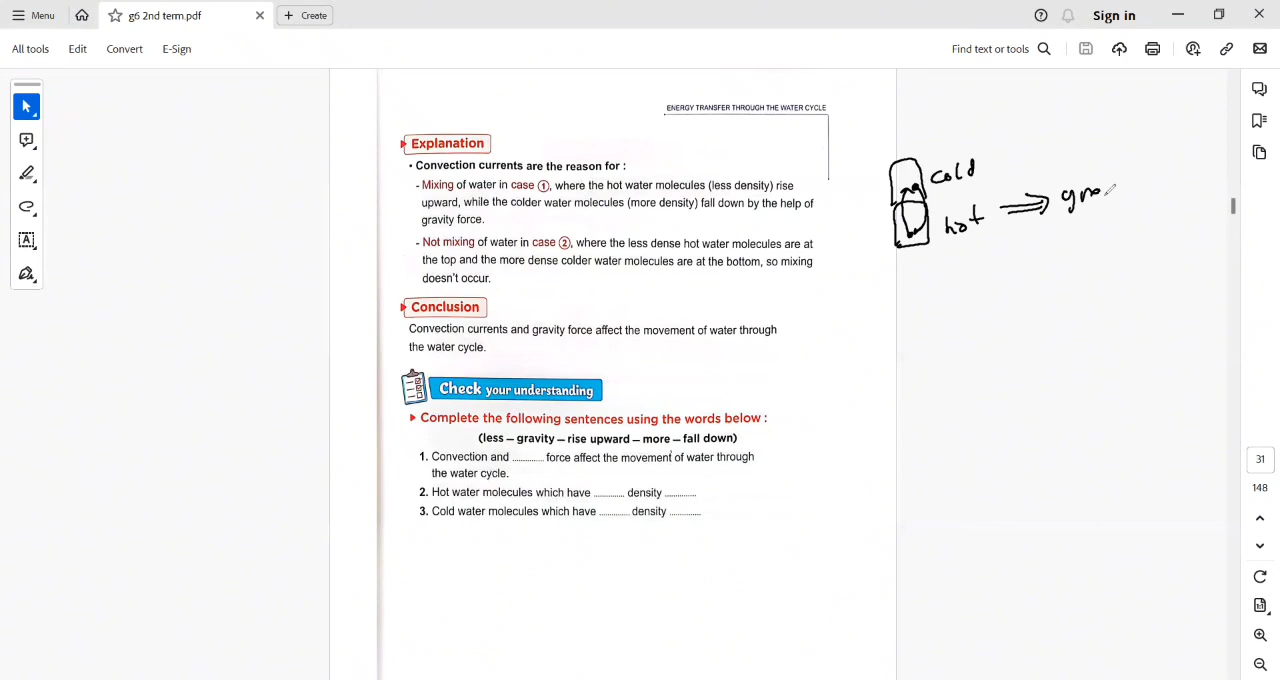 Menu
g6 2nd term.pdf
Create
Sign in
All tools
Edit
Convert
E-Sign
Find text or tools
ENERGY TRANSFER THROUGH THE WATER CYCLE
Explanation
• Convection currents are the reason for :
- Mixing of water in case ①, where the hot water molecules (less density) rise
upward, while the colder water molecules (more density) fall down by the help of
gravity force.
- Not mixing of water in case ②, where the less dense hot water molecules are at
the top and the more dense colder water molecules are at the bottom, so mixing
doesn't occur.
Conclusion
Convection currents and gravity force affect the movement of water through
the water cycle.
Check your understanding
Complete the following sentences using the words below :
(less – gravity – rise upward – more – fall down)
1. Convection and ............ force affect the movement of water through
the water cycle.
2. Hot water molecules which have ............ density ............
3. Cold water molecules which have ............ density ............
cold
hot
31
148